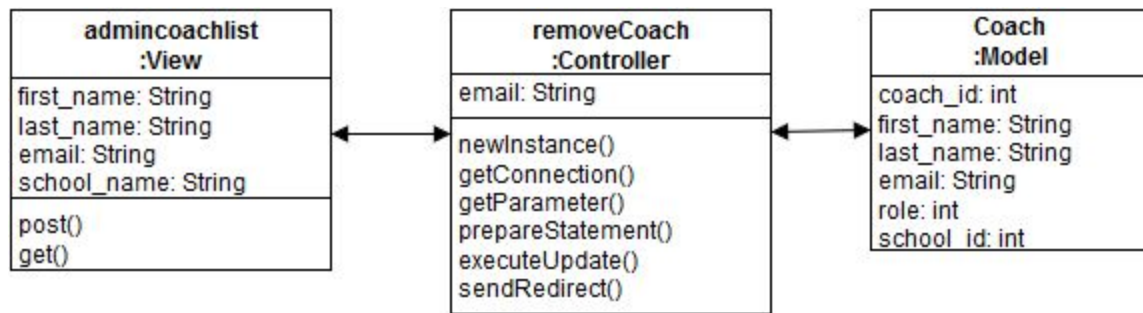 admincoachlist
:View
first_name: String
last_name: String
email: String
school_name: String
post()
get()
removeCoach
:Controller
email: String
newInstance()
getConnection()
getParameter()
prepareStatement()
executeUpdate()
sendRedirect()
Coach
:Model
coach_id: int
first_name: String
last_name: String
email: String
role: int
school_id: int